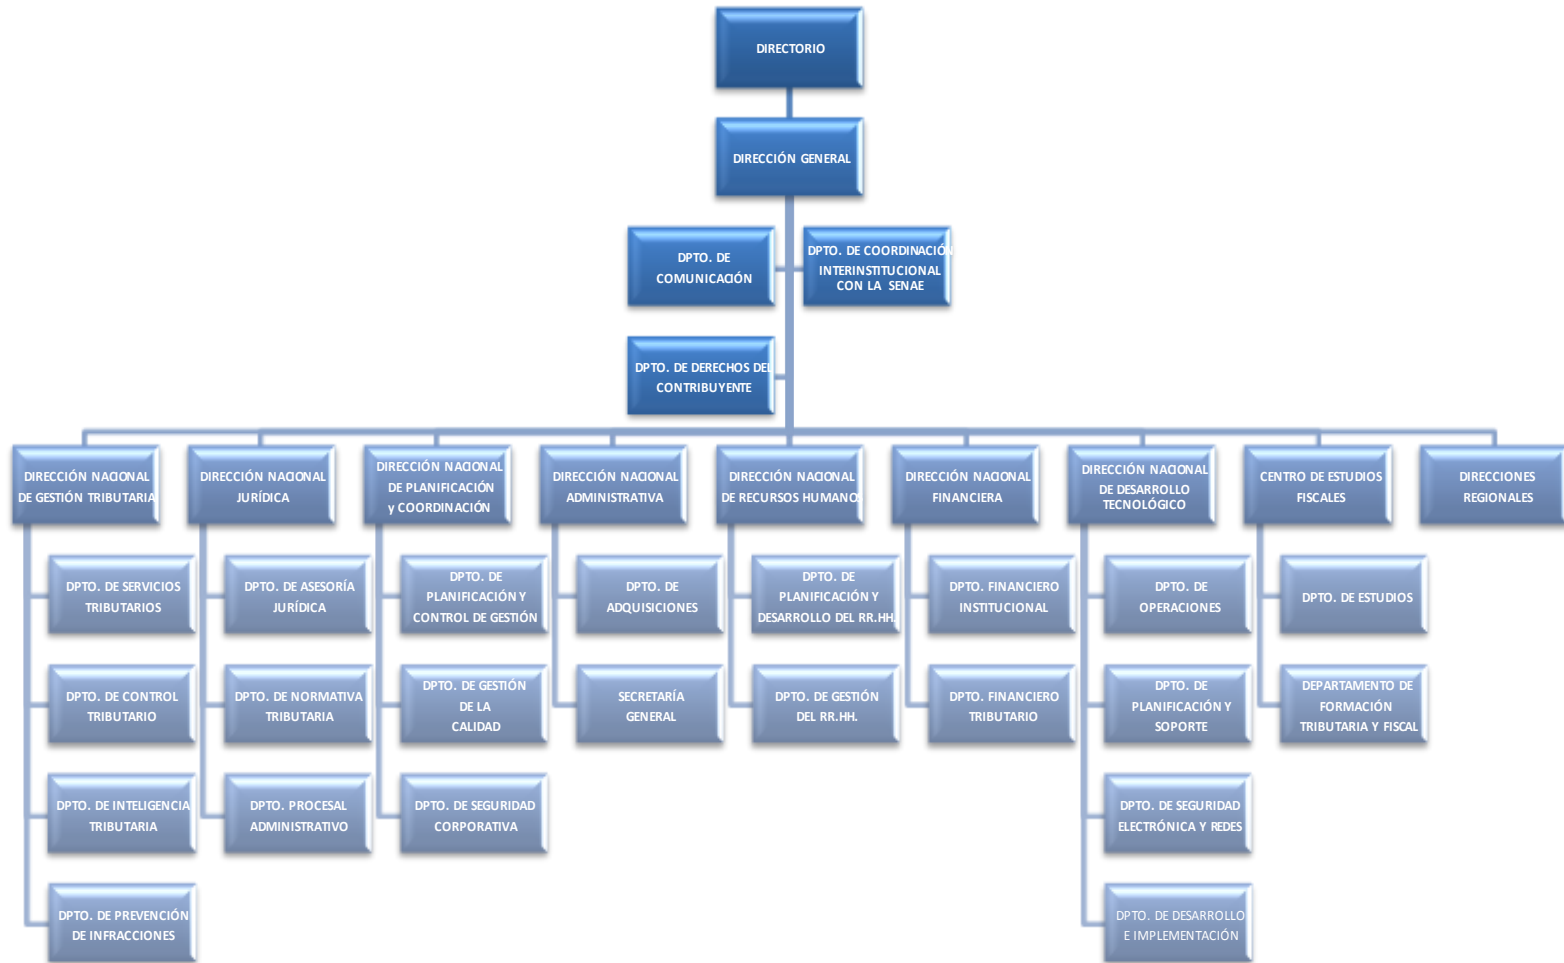 DIRECTORIO
DIRECCIÓN GENERAL
DPTO. DE
COMUNICACIÓN
DPTO. DE COORDINACIÓN
INTERINSTITUCIONAL
CON LA SENAE
DPTO. DE DERECHOS DEL
CONTRIBUYENTE
DIRECCIÓN NACIONAL
DE GESTIÓN TRIBUTARIA
DIRECCIÓN NACIONAL
JURÍDICA
DIRECCIÓN NACIONAL
DE PLANIFICACIÓN
y COORDINACIÓN
DIRECCIÓN NACIONAL
ADMINISTRATIVA
DIRECCIÓN NACIONAL
DE RECURSOS HUMANOS
DIRECCIÓN NACIONAL
FINANCIERA
DIRECCIÓN NACIONAL
DE DESARROLLO
TECNOLÓGICO
CENTRO DE ESTUDIOS
FISCALES
DIRECCIONES
REGIONALES
DPTO. DE SERVICIOS
TRIBUTARIOS
DPTO. DE ASESORÍA
JURÍDICA
DPTO. DE
PLANIFICACIÓN Y
CONTROL DE GESTIÓN
DPTO. DE
ADQUISICIONES
DPTO. DE
PLANIFICACIÓN Y
DESARROLLO DEL RR.HH.
DPTO. FINANCIERO
INSTITUCIONAL
DPTO. DE
OPERACIONES
DPTO. DE ESTUDIOS
DPTO. DE CONTROL
TRIBUTARIO
DPTO. DE NORMATIVA
TRIBUTARIA
DPTO. DE GESTIÓN
DE LA
CALIDAD
SECRETARÍA
GENERAL
DPTO. DE GESTIÓN
DEL RR.HH.
DPTO. FINANCIERO
TRIBUTARIO
DPTO. DE
PLANIFICACIÓN Y
SOPORTE
DEPARTAMENTO DE
FORMACIÓN
TRIBUTARIA Y FISCAL
DPTO. DE INTELIGENCIA
TRIBUTARIA
DPTO. PROCESAL
ADMINISTRATIVO
DPTO. DE SEGURIDAD
CORPORATIVA
DPTO. DE SEGURIDAD
ELECTRÓNICA Y REDES
DPTO. DE PREVENCIÓN
DE INFRACCIONES
DPTO. DE DESARROLLO
E IMPLEMENTACIÓN